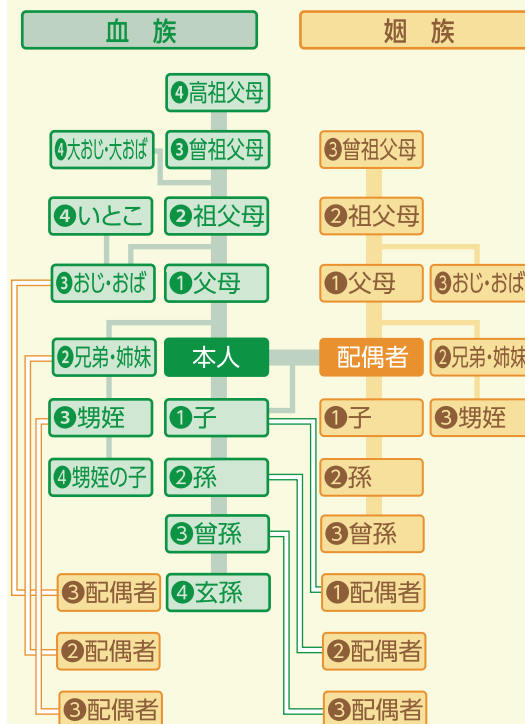 血族 姻族
❹高祖父母
❹大おじ・大おば ❸曾祖父母 ❸曾祖父母
❹いとこ ❷祖父母 ❷祖父母
❸おじ・おば ❶父母 ❶父母 ❸おじ・おば
❷兄弟・姉妹 本人 配偶者 ❷兄弟・姉妹
❸甥姪 ❶子 ❶子 ❸甥姪
❹甥姪の子 ❷孫 ❷孫
❸曾孫 ❸曾孫
❸配偶者 ❹玄孫 ❶配偶者
❷配偶者 ❷配偶者
❸配偶者 ❸配偶者